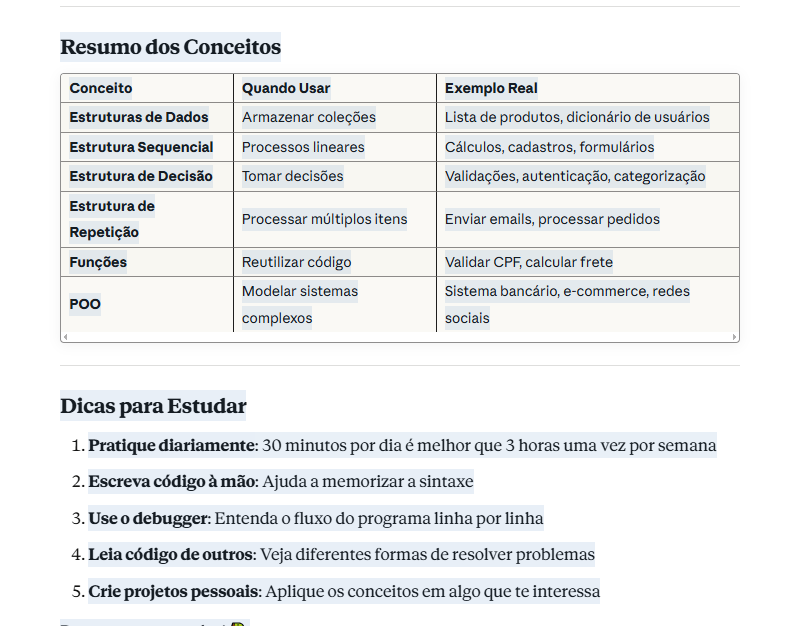 Resumo dos Conceitos
Conceito Quando Usar Exemplo Real
Estruturas de Dados Armazenar coleções Lista de produtos, dicionário de usuários
Estrutura Sequencial Processos lineares Cálculos, cadastros, formulários
Estrutura de Decisão Tomar decisões Validações, autenticação, categorização
Estrutura de
Repetição
Processar múltiplos itens Enviar emails, processar pedidos
Funções Reutilizar código Validar CPF, calcular frete
POO
Modelar sistemas
complexos
Sistema bancário, e-commerce, redes
sociais
Dicas para Estudar
1. Pratique diariamente: 30 minutos por dia é melhor que 3 horas uma vez por semana
2. Escreva código à mão: Ajuda a memorizar a sintaxe
3. Use o debugger: Entenda o fluxo do programa linha por linha
4. Leia código de outros: Veja diferentes formas de resolver problemas
5. Crie projetos pessoais: Aplique os conceitos em algo que te interessa